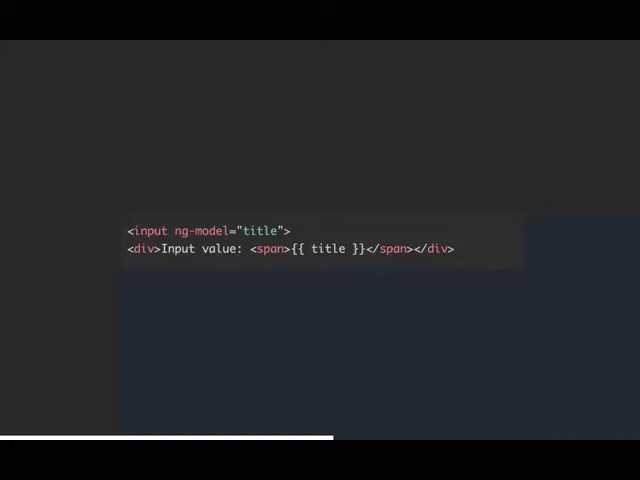 <input ng-model="title">
<div>Input value: <span>{{ title }}</span></div>